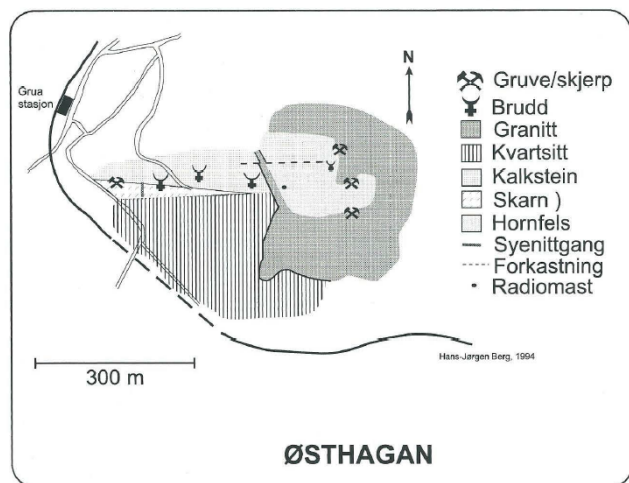 Grua
stasjon
N
Gruve/skjerp
Brudd
Granitt
Kvartsitt
Kalkstein
Skarn )
Hornfels
Syenittgang
Forkastning
Radiomast
Hans-Jørgen Berg, 1994
300 m
ØSTHAGAN